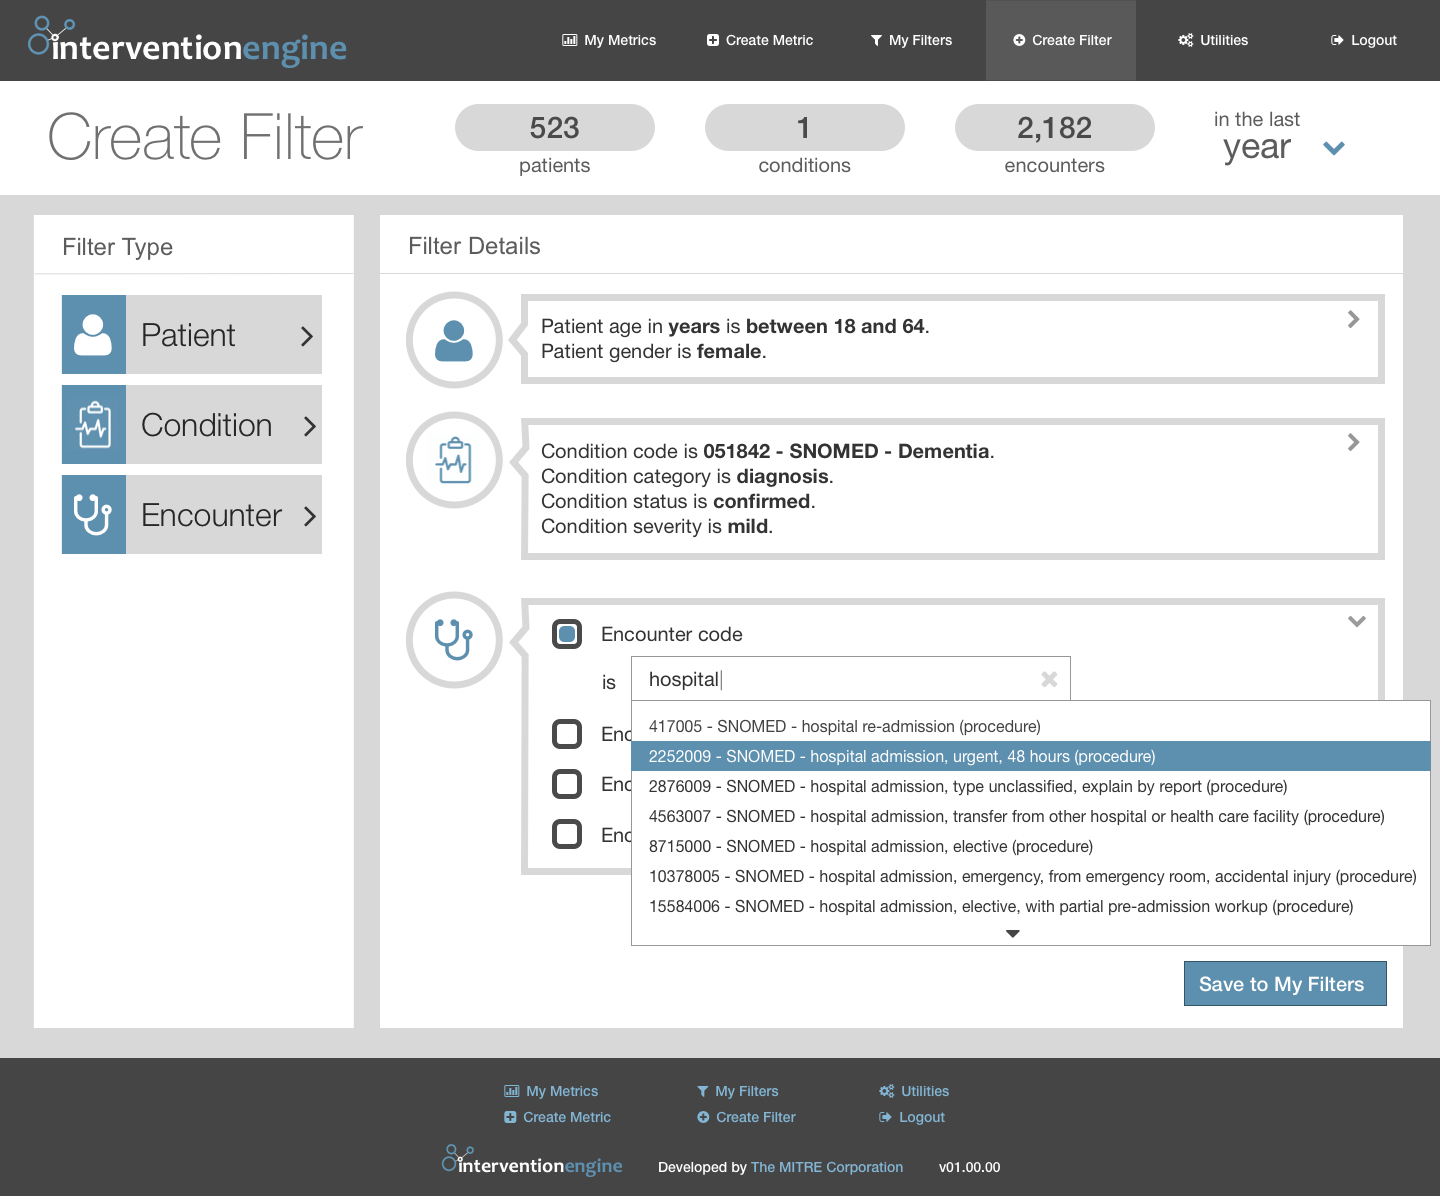 interventionengine
My Metrics
Create Metric
My Filters
Create Filter
Utilities
Logout
Create Filter
523
patients
1
conditions
2,182
encounters
in the last
year
Filter Type
Patient
Condition
Encounter
Filter Details
Patient age in years is between 18 and 64.
Patient gender is female.
Condition code is 051842 - SNOMED - Dementia.
Condition category is diagnosis.
Condition status is confirmed.
Condition severity is mild.
Encounter code
is hospital
417005 - SNOMED - hospital re-admission (procedure)
2252009 - SNOMED - hospital admission, urgent, 48 hours (procedure)
Enc
2876009 - SNOMED - hospital admission, type unclassified, explain by report (procedure)
Enc
4563007 - SNOMED - hospital admission, transfer from other hospital or health care facility (procedure)
Enc
8715000 - SNOMED - hospital admission, elective (procedure)
10378005 - SNOMED - hospital admission, emergency, from emergency room, accidental injury (procedure)
15584006 - SNOMED - hospital admission, elective, with partial pre-admission workup (procedure)
Save to My Filters
My Metrics
My Filters
Utilities
Create Metric
Create Filter
Logout
interventionengine
Developed by The MITRE Corporation
v01.00.00